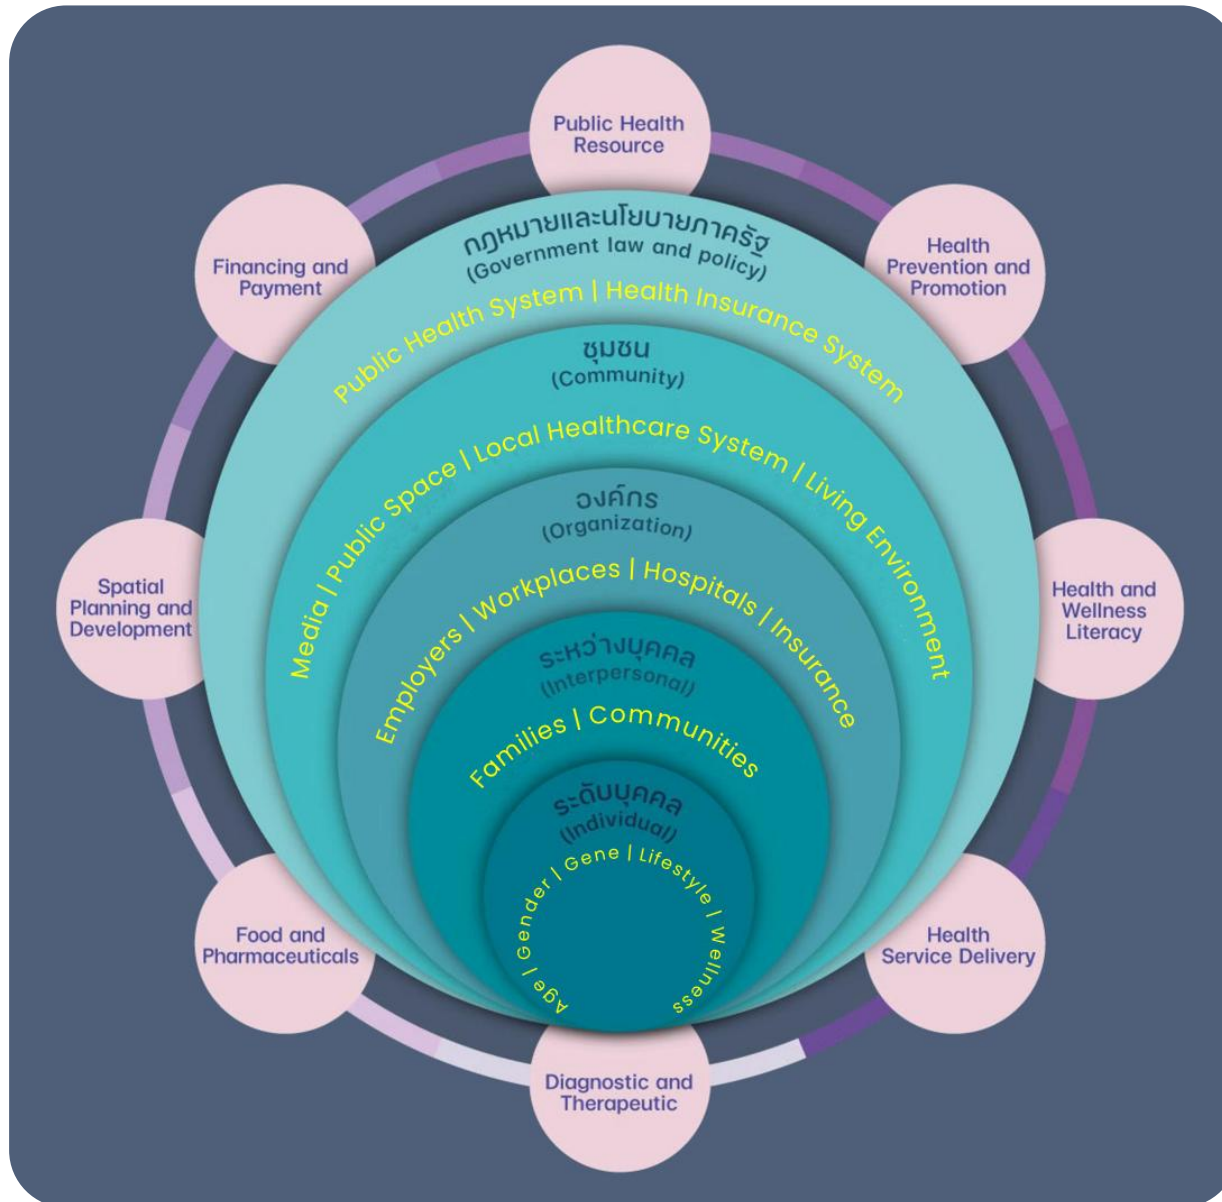 Public Health
Resource
Health
Prevention and
Promotion
Health and
Wellness
Literacy
Health
Service Delivery
Diagnostic and
Therapeutic
Food and
Pharmaceuticals
Spatial
Planning and
Development
Financing and
Payment
กฎหมายและนโยบายภาครัฐ
(Government law and policy)
Public Health System | Health Insurance System
ชุมชน
(Community)
Media | Public Space | Local Healthcare System | Living Environment
องค์กร
(Organization)
Employers | Workplaces | Hospitals | Insurance
ระหว่างบุคคล
(Interpersonal)
Families | Communities
ระดับบุคคล
(Individual)
Age | Gender | Gene | Lifestyle | Wellness